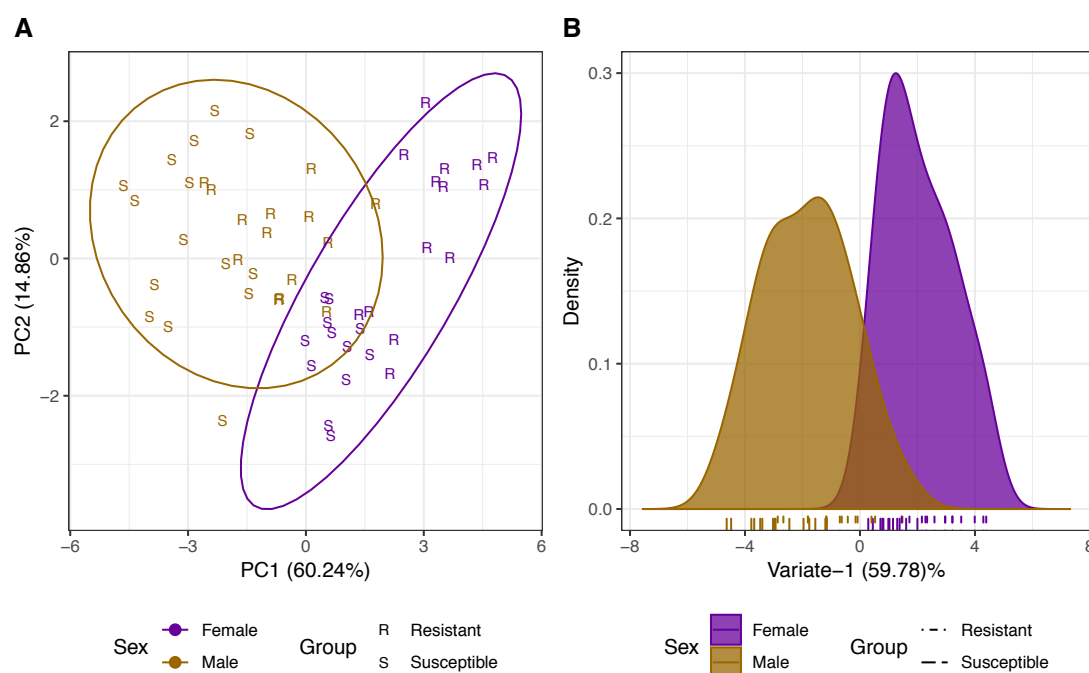 A
B
PC2 (14.86%)
2
0
−2
−6
−3
0
3
6
PC1 (60.24%)
Density
0.3
0.2
0.1
0.0
−8
−4
0
4
8
Variate−1 (59.78)%
Sex
Female
Male
Group
R Resistant
S Susceptible
Sex
Female
Male
Group
Resistant
Susceptible